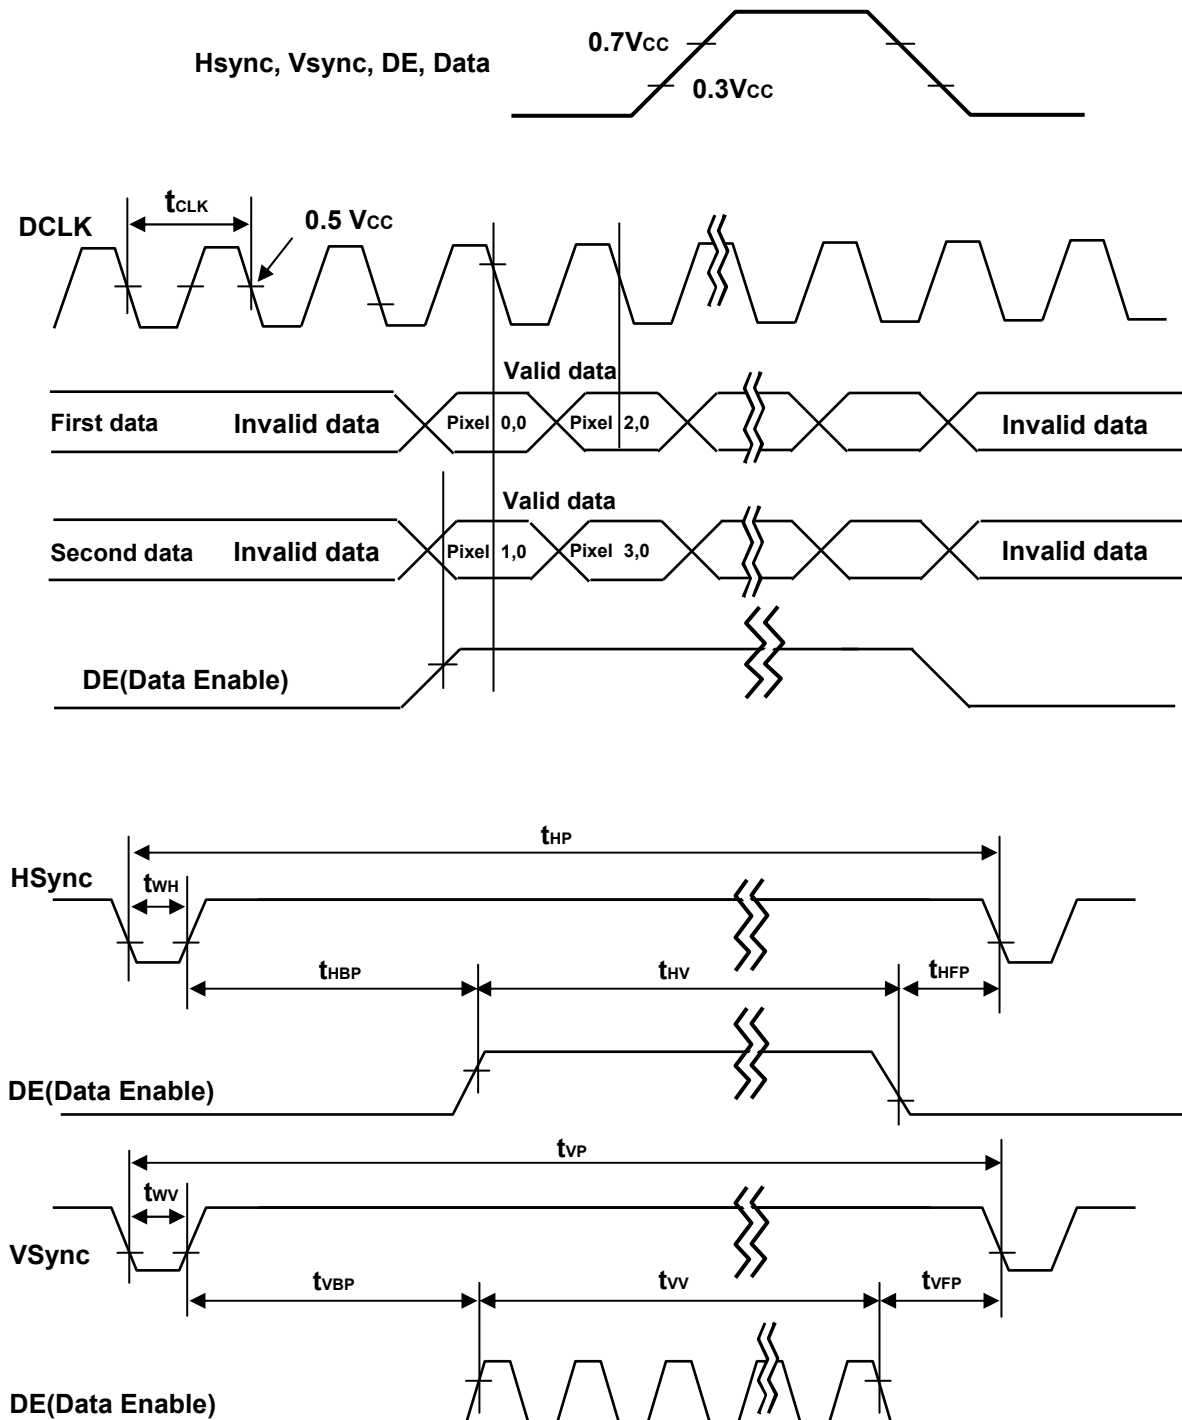 0.7VCC
Hsync, Vsync, DE, Data
0.3VCC
tCLK
DCLK
0.5 VCC
Valid data
First data Invalid data Pixel 0,0 Pixel 2,0 Invalid data
Valid data
Second data Invalid data Pixel 1,0 Pixel 3,0 Invalid data
DE(Data Enable)
tHP
HSync
tWH
tHBP tHV tHFP
DE(Data Enable)
tVP
tWV
VSync
tVBP tVV tVFP
DE(Data Enable)